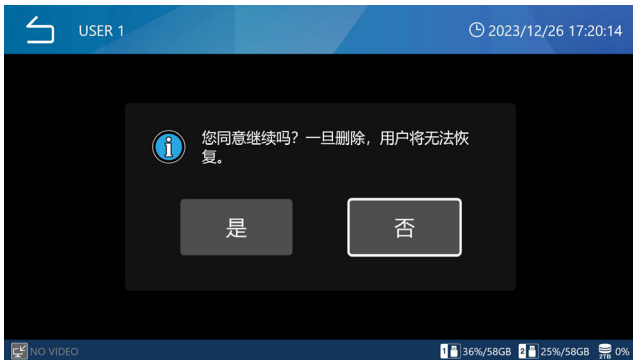 USER 1
2023/12/26 17:20:14
您同意继续吗？一旦删除，用户将无法恢
复。
是
否
NO VIDEO
1 36%/58GB 2 25%/58GB 2TB 0%